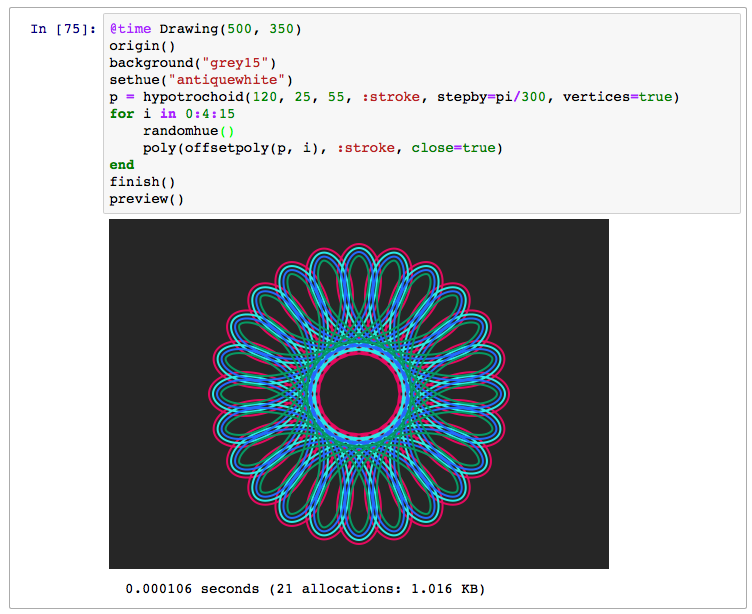 In [75]: @time Drawing(500, 350)
origin()
background("grey15")
sethue("antiquewhite")
p = hypotrochoid(120, 25, 55, :stroke, stepby=pi/300, vertices=true)
for i in 0:4:15
    randomhue()
    poly(offsetpoly(p, i), :stroke, close=true)
end
finish()
preview()
0.000106 seconds (21 allocations: 1.016 KB)